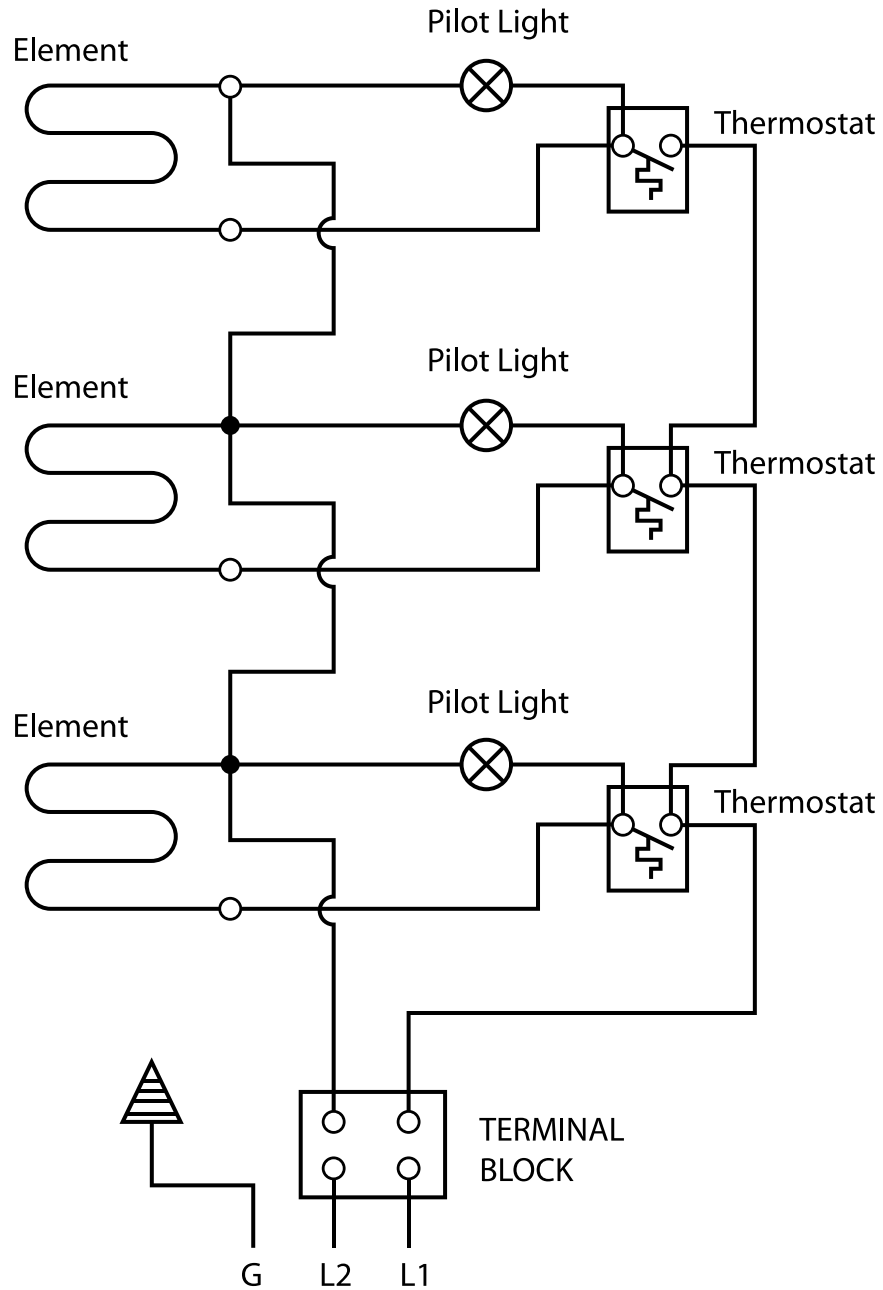 Pilot Light
Element
Thermostat
Pilot Light
Element
Thermostat
Pilot Light
Element
Thermostat
TERMINAL
BLOCK
G
L2
L1